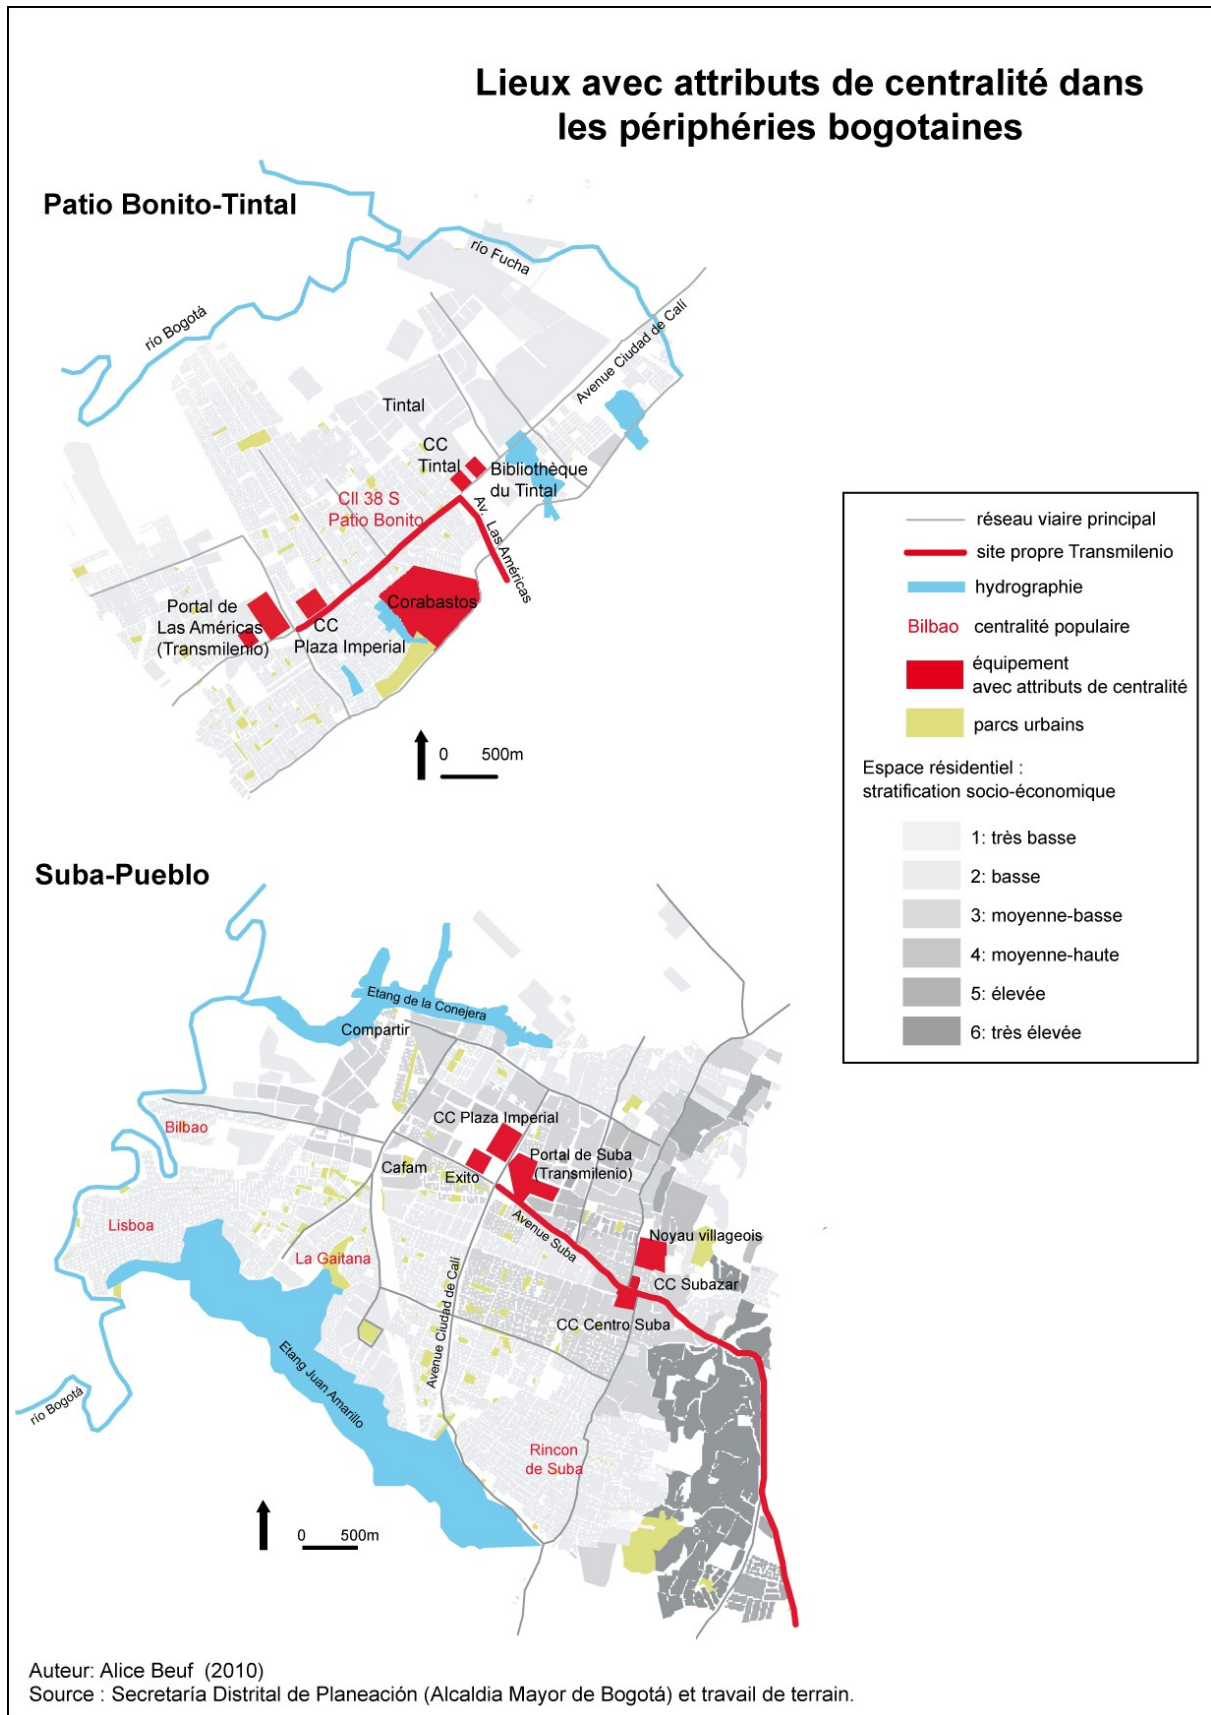 Lieux avec attributs de centralité dans
les périphéries bogotaines
Patio Bonito-Tintal
río Fucha
río Bogotá
Avenue Ciudad de Calí
Tintal
CC
Tintal
Bibliothèque
du Tintal
Cll 38 S
Patio Bonito
Av. Las Américas
Corabastos
Portal de
Las Américas
(Transmilenio)
CC
Plaza Imperial
0 500m
réseau viaire principal
site propre Transmilenio
hydrographie
Bilbao centralité populaire
équipement
avec attributs de centralité
parcs urbains
Espace résidentiel :
stratification socio-économique
1: très basse
2: basse
3: moyenne-basse
4: moyenne-haute
5: élevée
6: très élevée
Suba-Pueblo
Etang de la Conejera
Compartir
Bilbao
CC Plaza Imperial
Cafam
Exito
Portal de Suba
(Transmilenio)
Lisboa
La Gaitana
Avenue Suba
Noyau villageois
CC Subazar
CC Centro Suba
Avenue Ciudad de Calí
Etang Juan Amarillo
río Bogotá
Rincon
de Suba
0 500m
Auteur: Alice Beuf (2010)
Source : Secretaría Distrital de Planeación (Alcaldia Mayor de Bogotá) et travail de terrain.